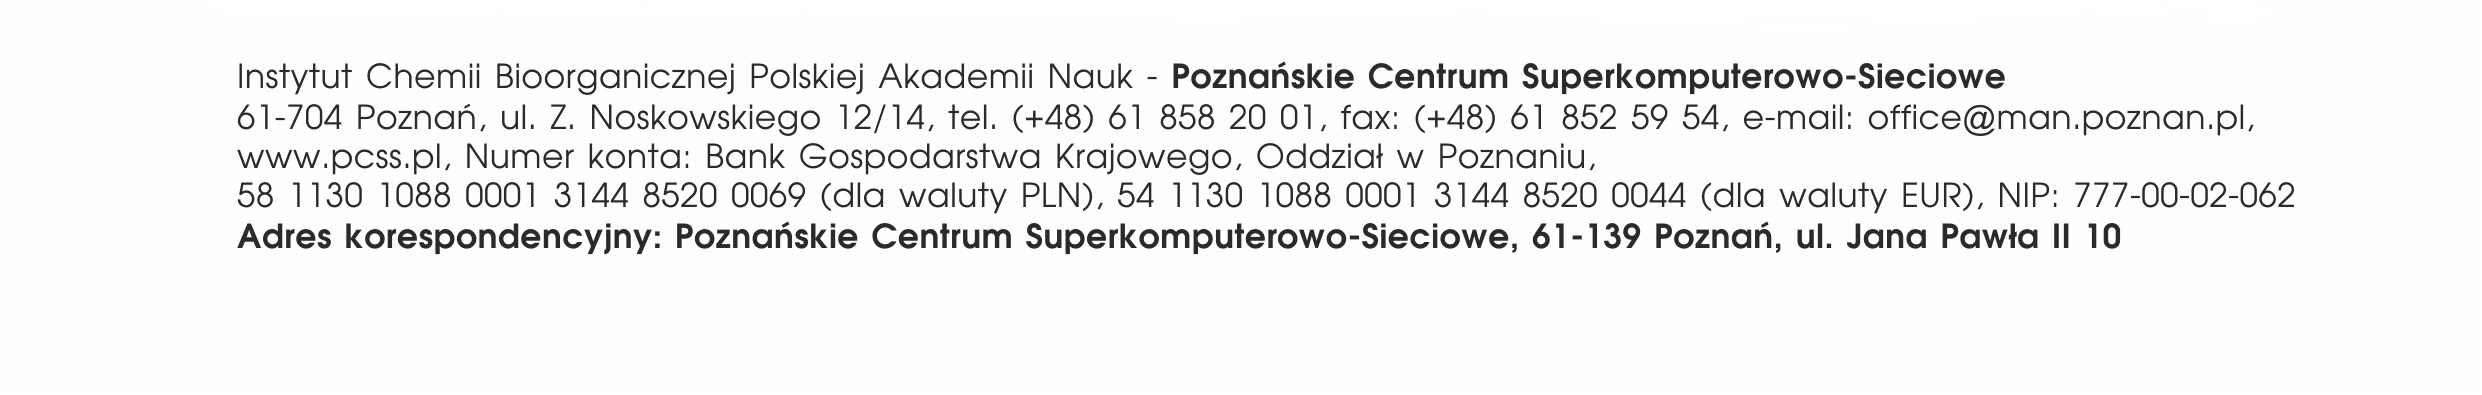 Instytut Chemii Bioorganicznej Polskiej Akademii Nauk - Poznańskie Centrum Superkomputerowo-Sieciowe
61-704 Poznań, ul. Z. Noskowskiego 12/14, tel. (+48) 61 858 20 01, fax: (+48) 61 852 59 54, e-mail: office@man.poznan.pl,
www.pcss.pl, Numer konta: Bank Gospodarstwa Krajowego, Oddział w Poznaniu,
58 1130 1088 0001 3144 8520 0069 (dla waluty PLN), 54 1130 1088 0001 3144 8520 0044 (dla waluty EUR), NIP: 777-00-02-062
Adres korespondencyjny: Poznańskie Centrum Superkomputerowo-Sieciowe, 61-139 Poznań, ul. Jana Pawła II 10